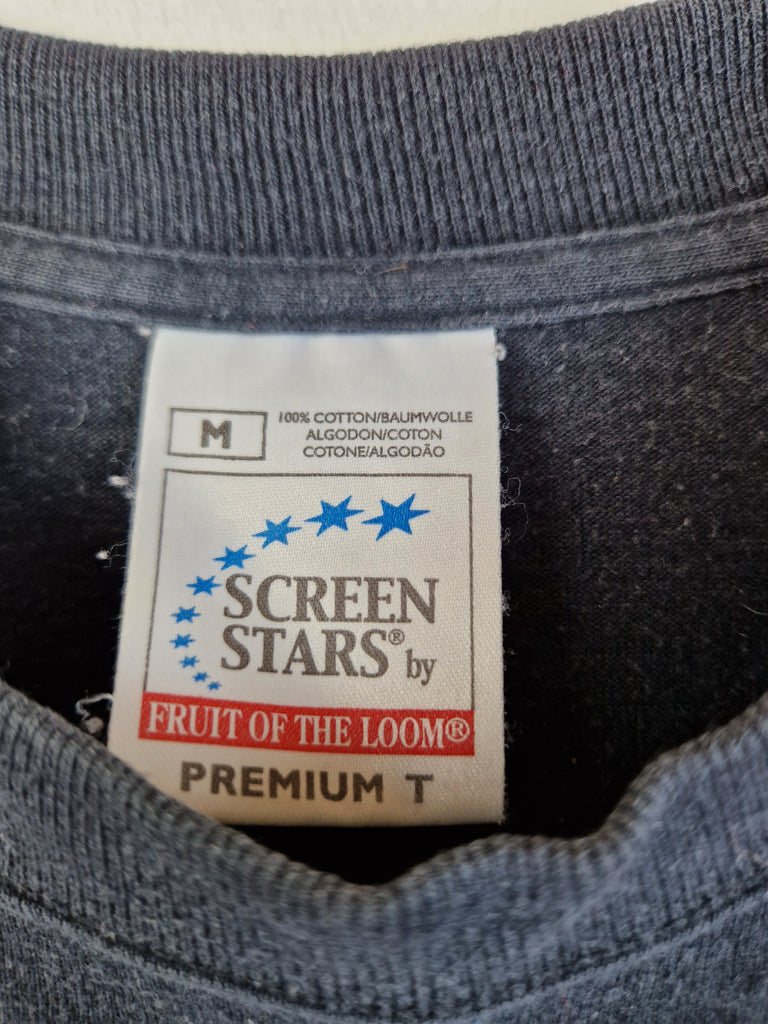 M
100% COTTON/BAUMWOLLE
ALGODON/COTON
COTONE/ALGODÃO
SCREEN
STARS® by
FRUIT OF THE LOOM®
PREMIUM T